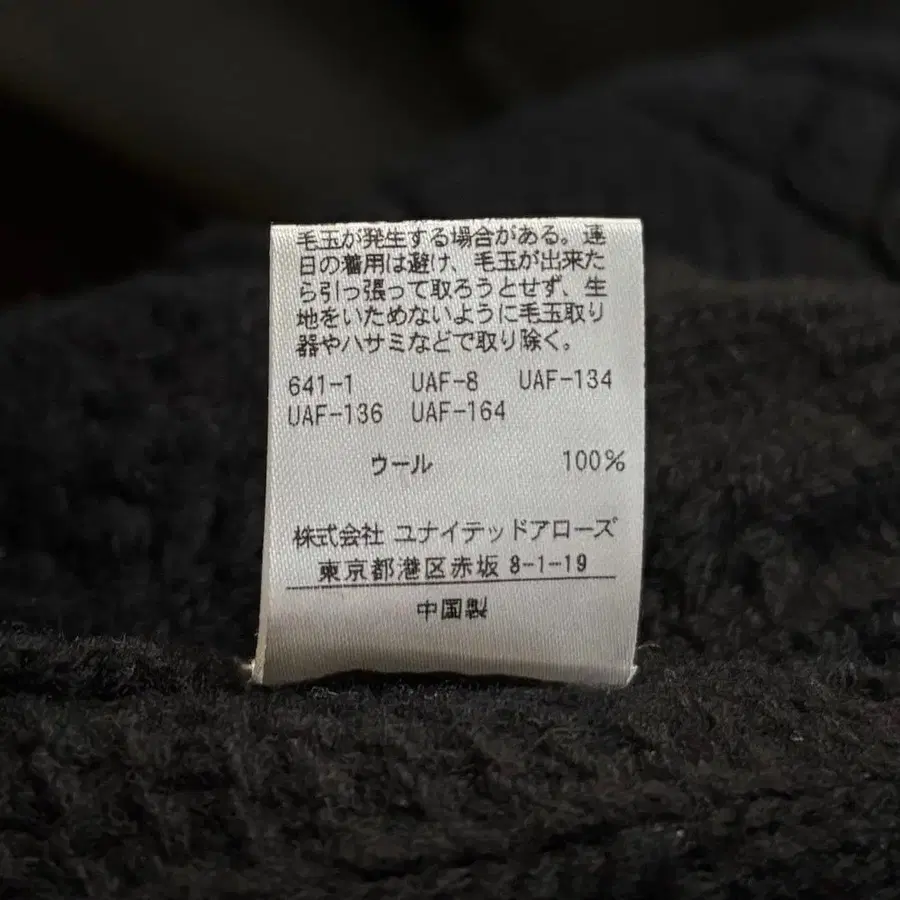 毛玉が発生する場合がある。連
日の着用は避け、毛玉が出来た
ら引っ張って取ろうとせず、生
地をいためないように毛玉取り
器やハサミなどで取り除く。
641-1 UAF-8 UAF-134
UAF-136 UAF-164
ウール 100%
株式会社 ユナイテッドアローズ
東京都港区赤坂 8-1-19
中国製